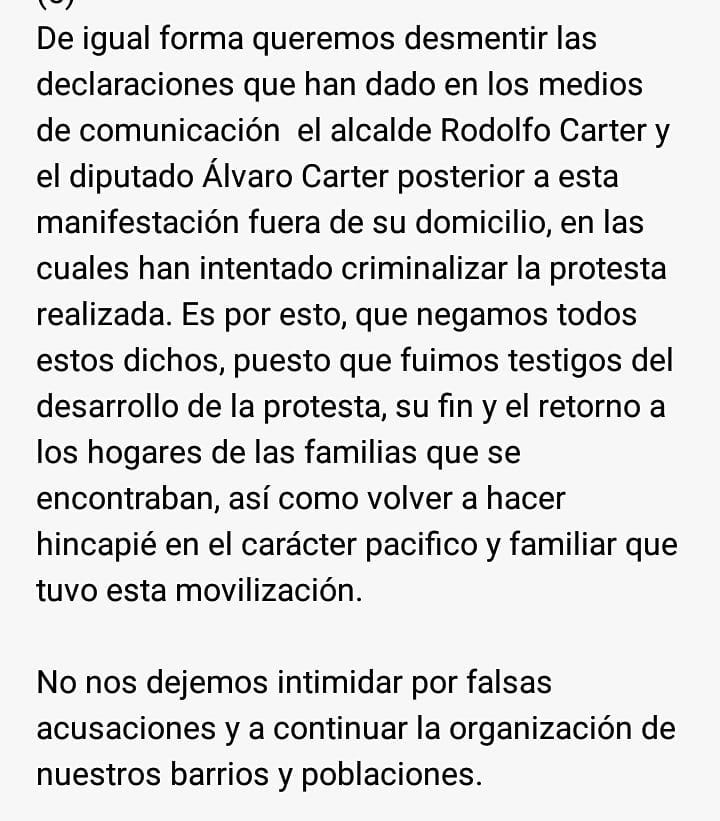 De igual forma queremos desmentir las
declaraciones que han dado en los medios
de comunicación  el alcalde Rodolfo Carter y
el diputado Álvaro Carter posterior a esta
manifestación fuera de su domicilio, en las
cuales han intentado criminalizar la protesta
realizada. Es por esto, que negamos todos
estos dichos, puesto que fuimos testigos del
desarrollo de la protesta, su fin y el retorno a
los hogares de las familias que se
encontraban, así como volver a hacer
hincapié en el carácter pacifico y familiar que
tuvo esta movilización.

No nos dejemos intimidar por falsas
acusaciones y a continuar la organización de
nuestros barrios y poblaciones.